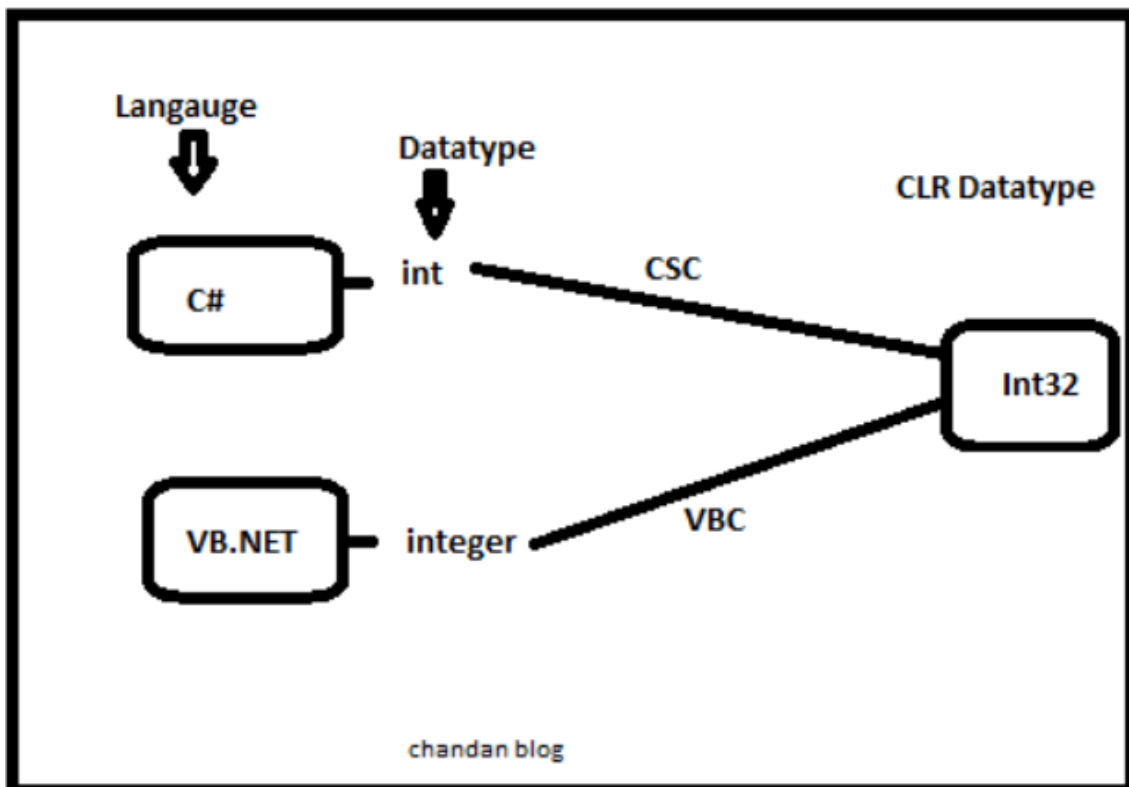 Langauge
Datatype
CLR Datatype
C#
int
CSC
Int32
VB.NET
integer
VBC
chandan blog